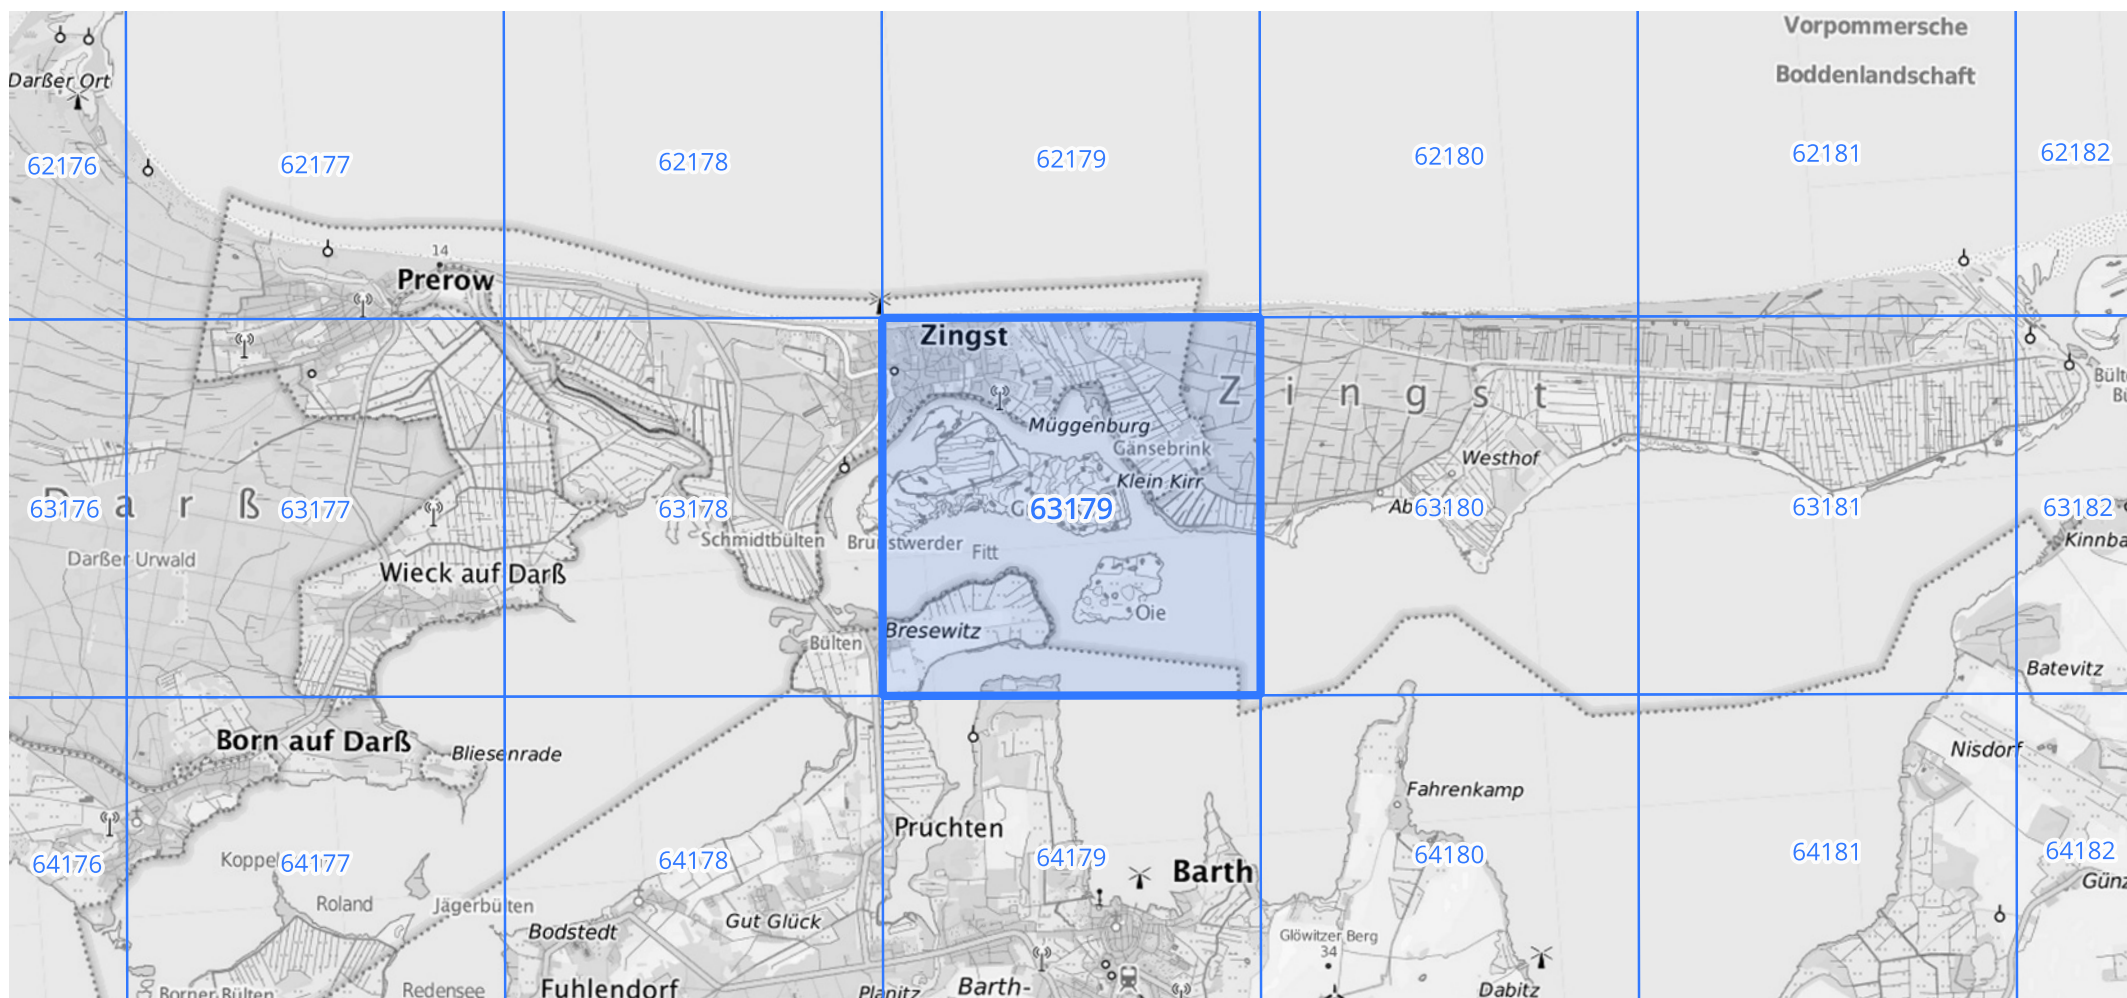 Vorpommersche
Boddenlandschaft
Darßer Ort
62176
62177
62178
62179
62180
62181
62182
14
Prerow
Zingst
Z i n g s t
Müggenburg
Gänsebrink
Westhof
Klein Kirr
D a r ß
63176
63177
63178
63179
63180
63181
63182
Schmidtbülten
Fitt
Darßer Urwald
Wieck auf Darß
Oie
Bresewitz
Bülten
Batevitz
Born auf Darß
Bliesenrade
Nisdorf
Fahrenkamp
Pruchten
64176
64177
64178
64179
64180
64181
64182
Barth
Roland
Jägerbülten
Gut Glück
Bodstedt
Glöwitzer Berg
34
Borner Bülten
Redensee
Fuhlendorf
Planitz
Barth-
Dabitz